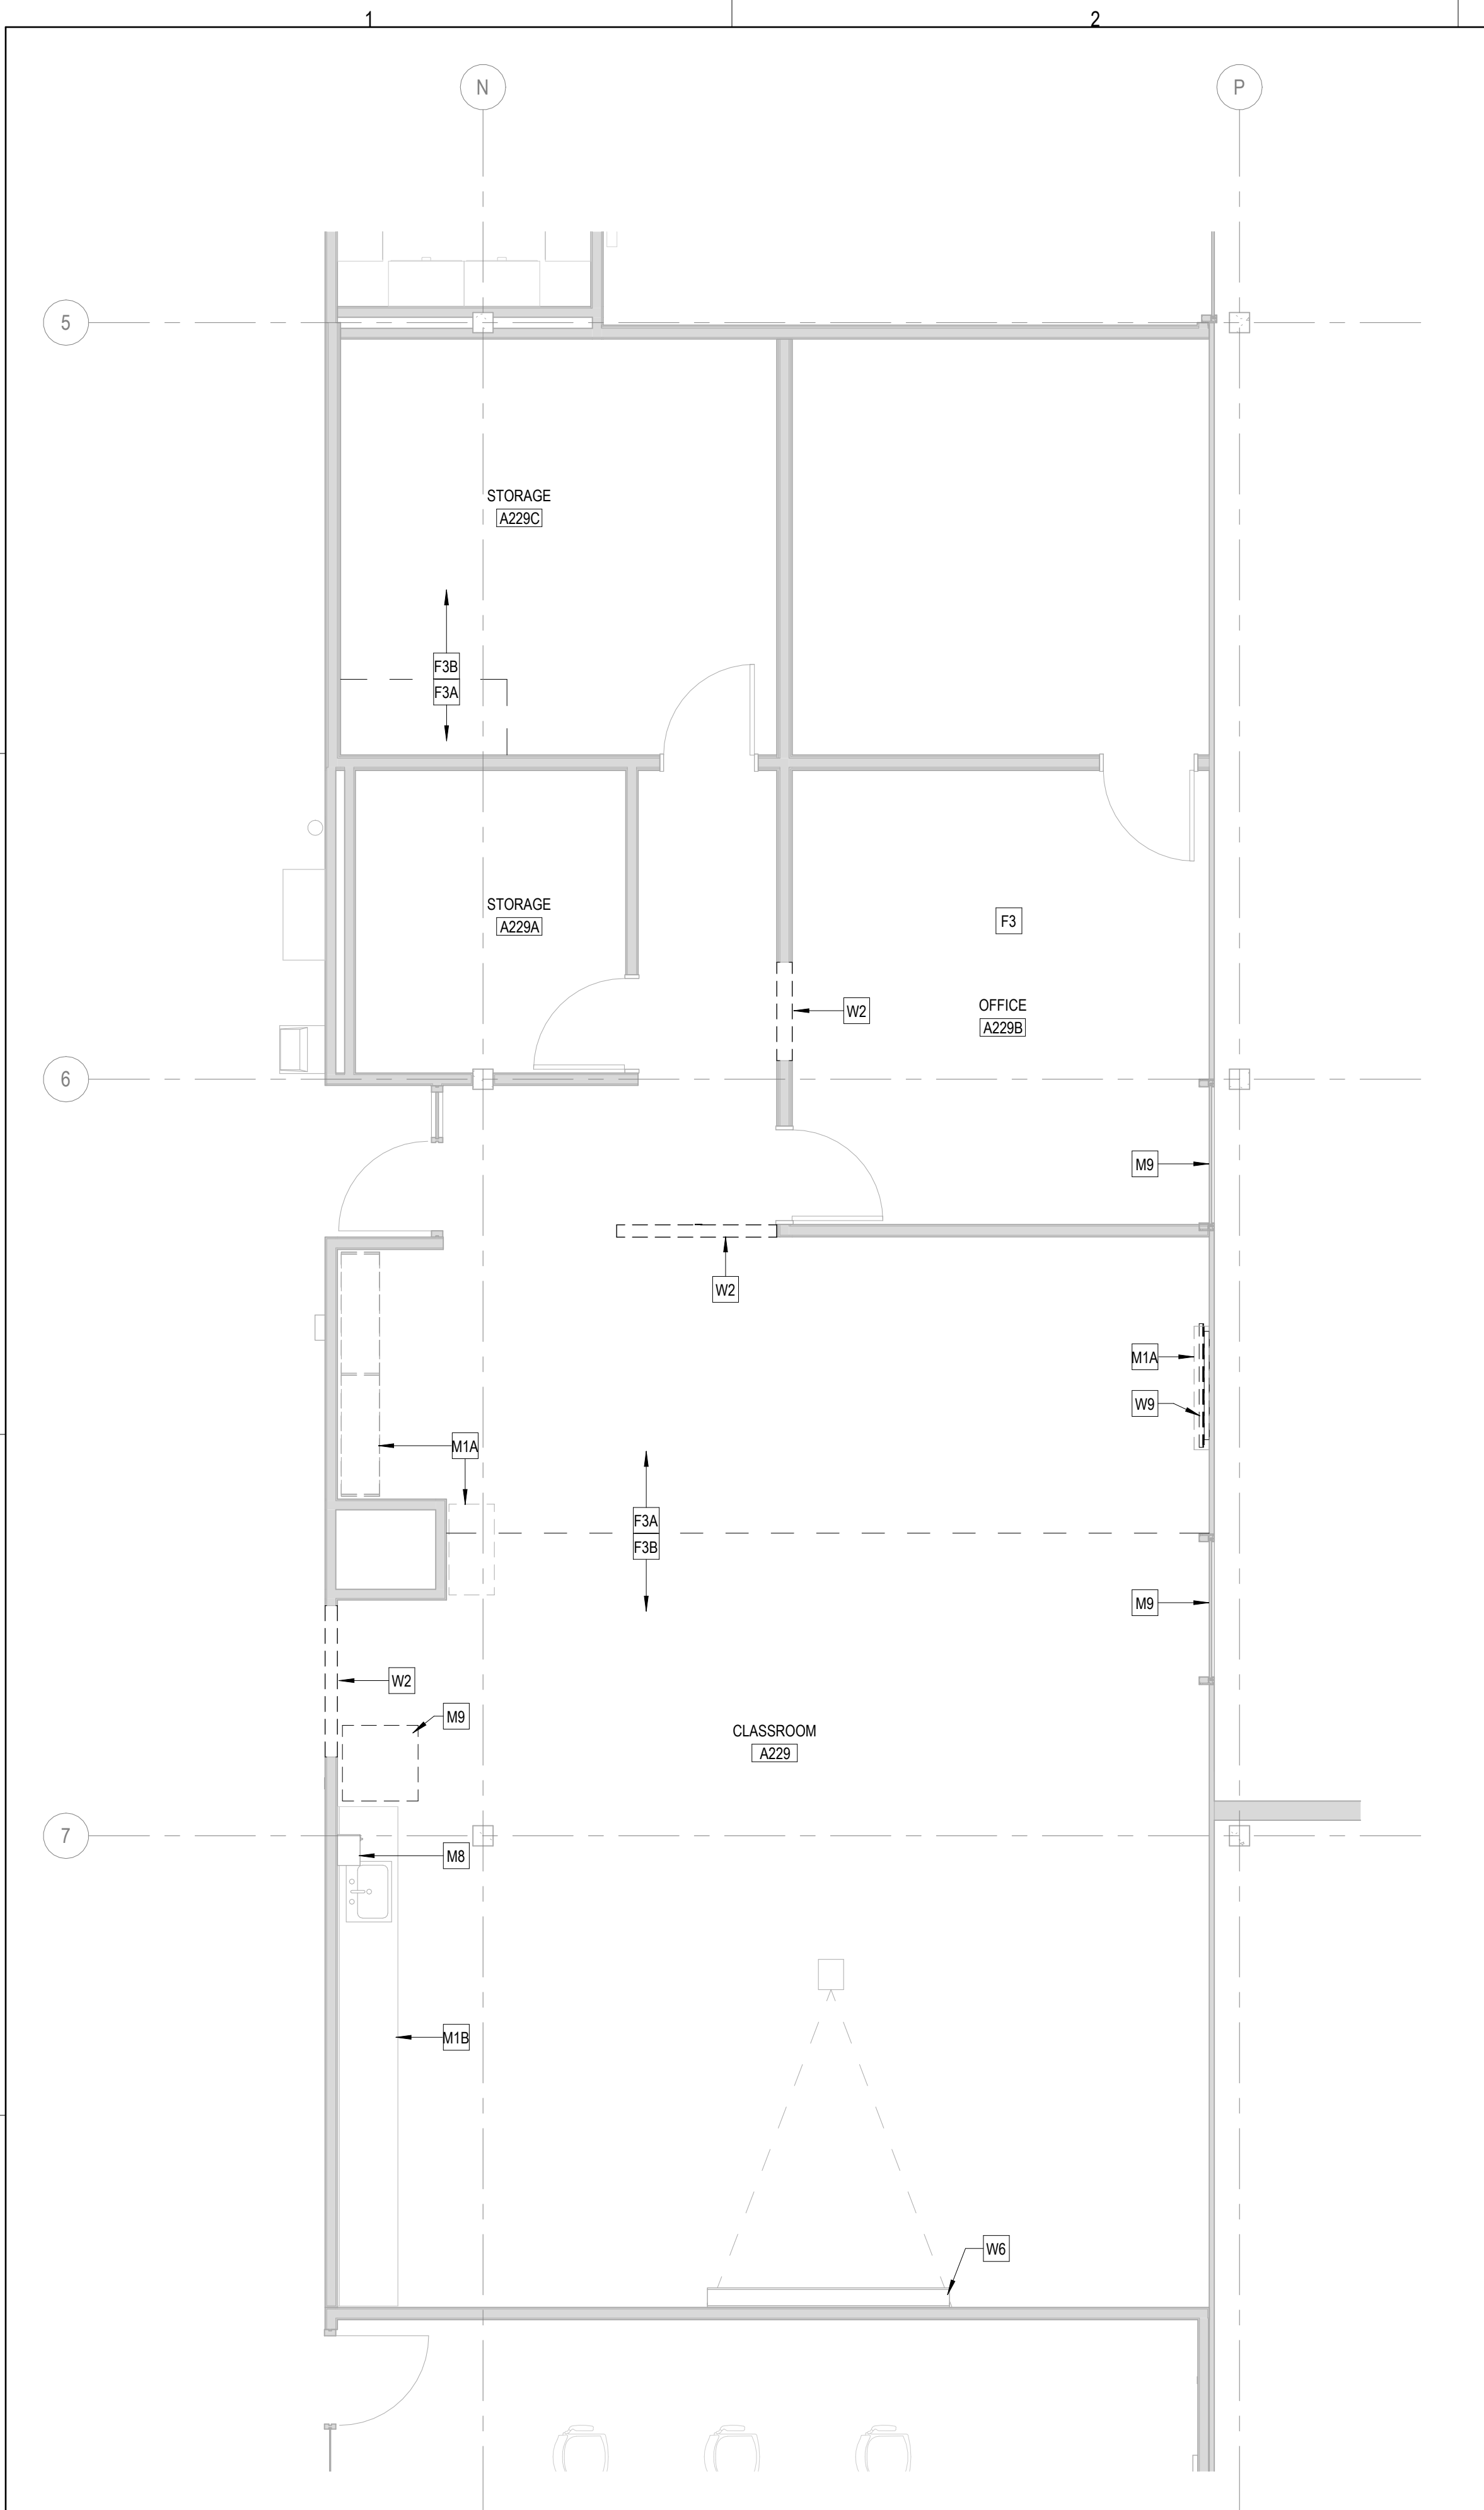 1
2
N
P
5
STORAGE
A229C
F3B
F3A
STORAGE
A229A
F3
W2
OFFICE
A229B
6
M9
W2
M1A
W9
M1A
F3A
F3B
M9
W2
M9
CLASSROOM
A229
7
M8
M1B
W6